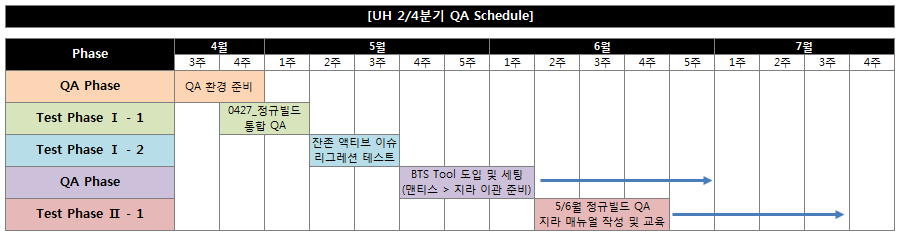 [UH 2/4분기 QA Schedule]
Phase 4월 5월 6월 7월
3주 4주 1주 2주 3주 4주 5주 1주 2주 3주 4주 5주 1주 2주 3주 4주
QA Phase QA 환경 준비
Test Phase Ⅰ - 1 0427_정규빌드
통합 QA
Test Phase Ⅰ - 2 잔존 액티브 이슈
리그레션 테스트
QA Phase BTS Tool 도입 및 세팅
(맨티스 > 지라 이관 준비)
Test Phase Ⅱ - 1 5/6월 정규빌드 QA
지라 매뉴얼 작성 및 교육